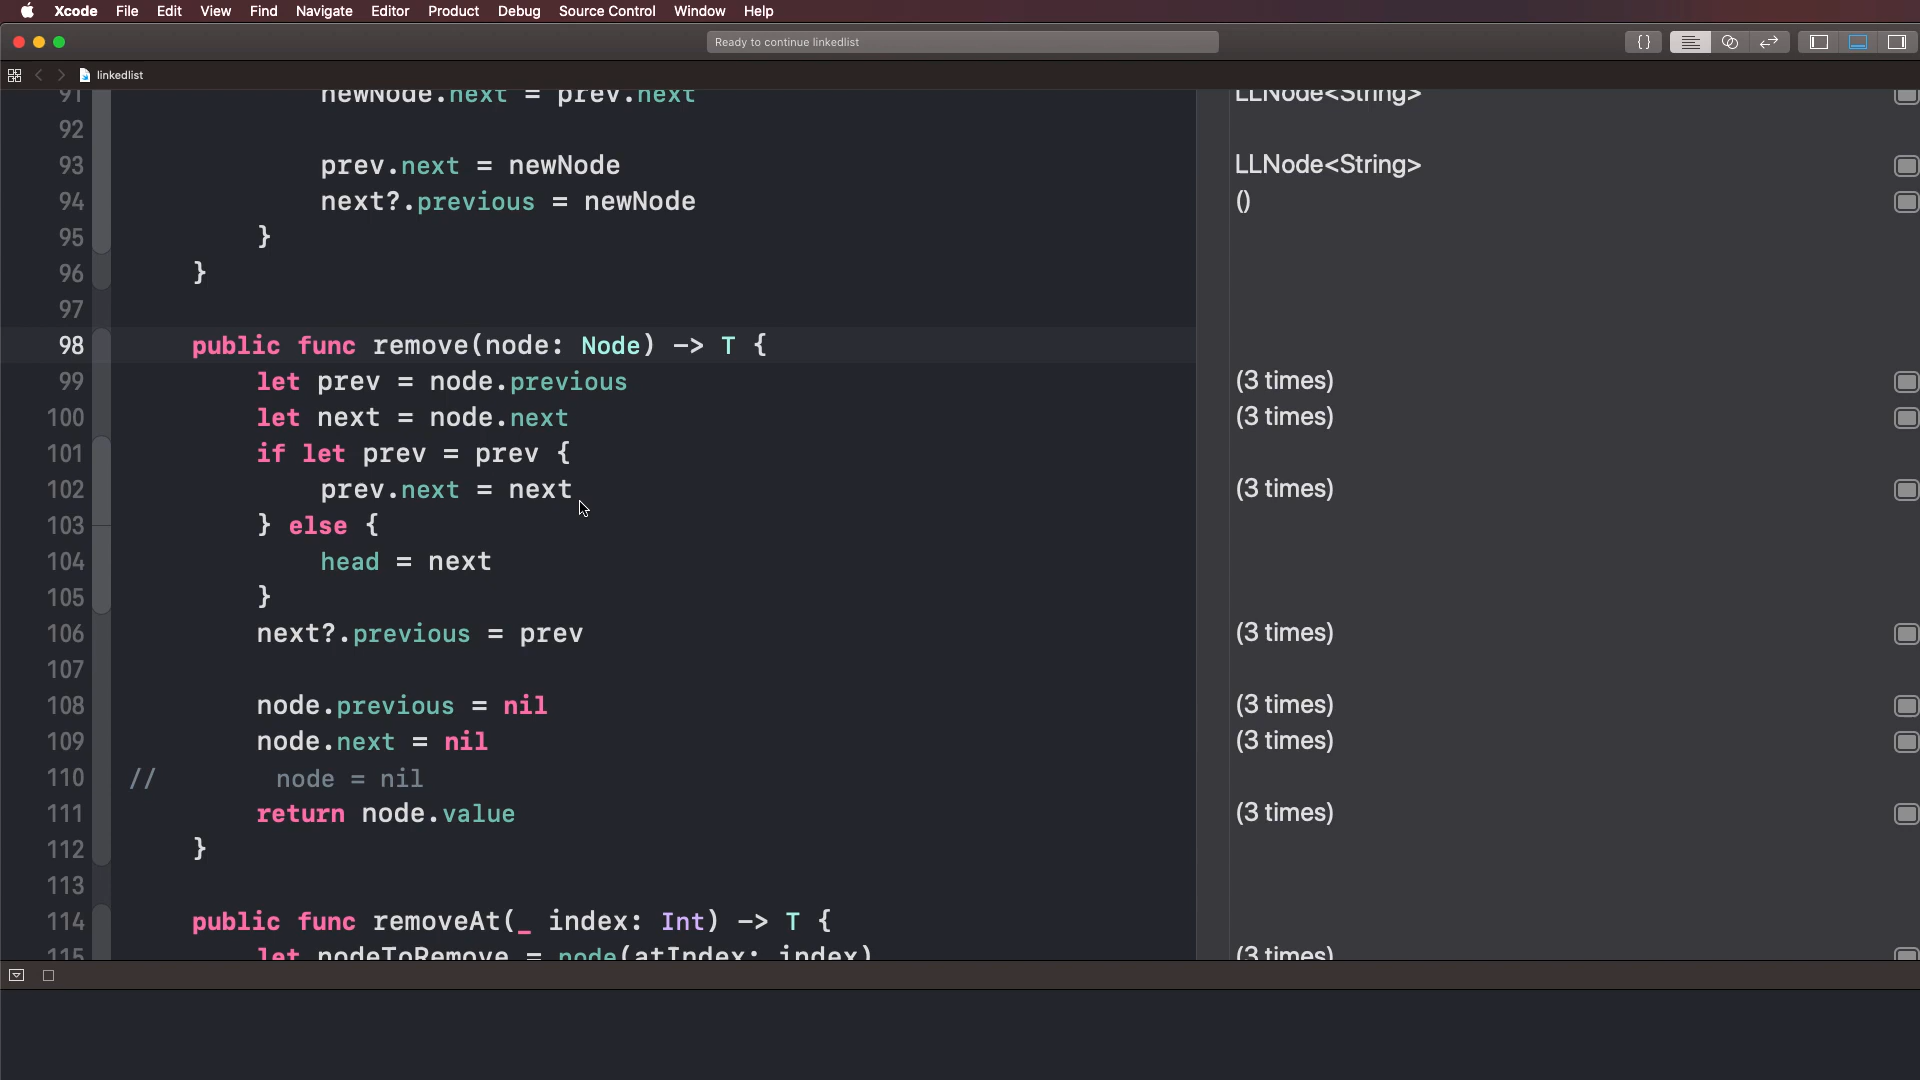 Xcode File Edit View Find Navigate Editor Product Debug Source Control Window Help
Ready to continue linkedlist
linkedlist
91 newNode.next = prev.next LLNode<String>
92
93 prev.next = newNode LLNode<String>
94 next?.previous = newNode ()
95 }
96 }
97
98 public func remove(node: Node) -> T {
99 let prev = node.previous (3 times)
100 let next = node.next (3 times)
101 if let prev = prev {
102 prev.next = next (3 times)
103 } else {
104 head = next
105 }
106 next?.previous = prev (3 times)
107
108 node.previous = nil (3 times)
109 node.next = nil (3 times)
110 // node = nil
111 return node.value (3 times)
112 }
113
114 public func removeAt(_ index: Int) -> T {
115 let nodeToRemove = node(atIndex: index) (3 times)